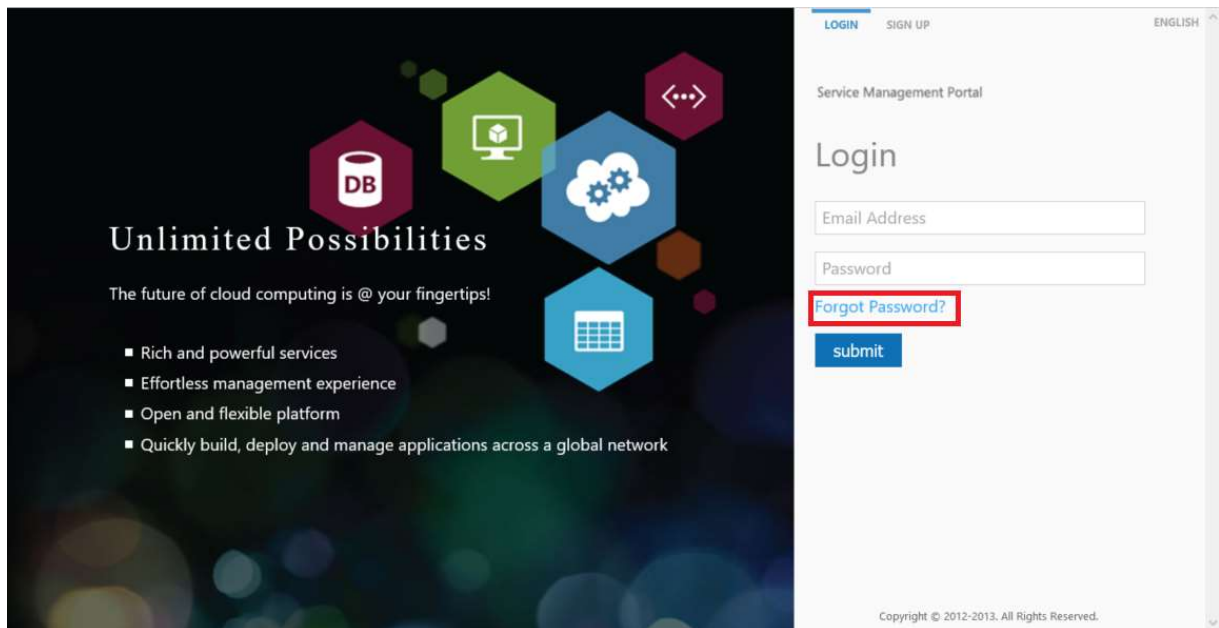 LOGIN SIGN UP ENGLISH
Service Management Portal
Login
Email Address
Password
Forgot Password?
submit
Copyright © 2012-2013. All Rights Reserved.
DB
Unlimited Possibilities
The future of cloud computing is @ your fingertips!
Rich and powerful services
Effortless management experience
Open and flexible platform
Quickly build, deploy and manage applications across a global network